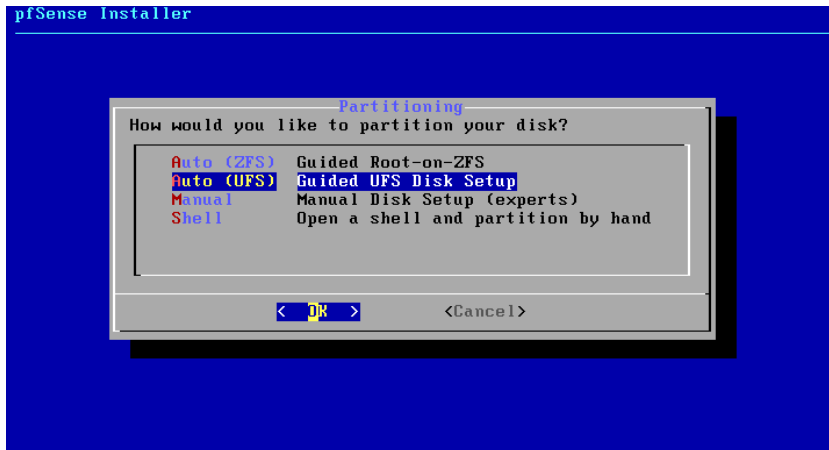 pfSense Installer
Partitioning
How would you like to partition your disk?
Auto (ZFS) Guided Root-on-ZFS
Auto (UFS) Guided UFS Disk Setup
Manual Manual Disk Setup (experts)
Shell Open a shell and partition by hand
< OK > <Cancel>